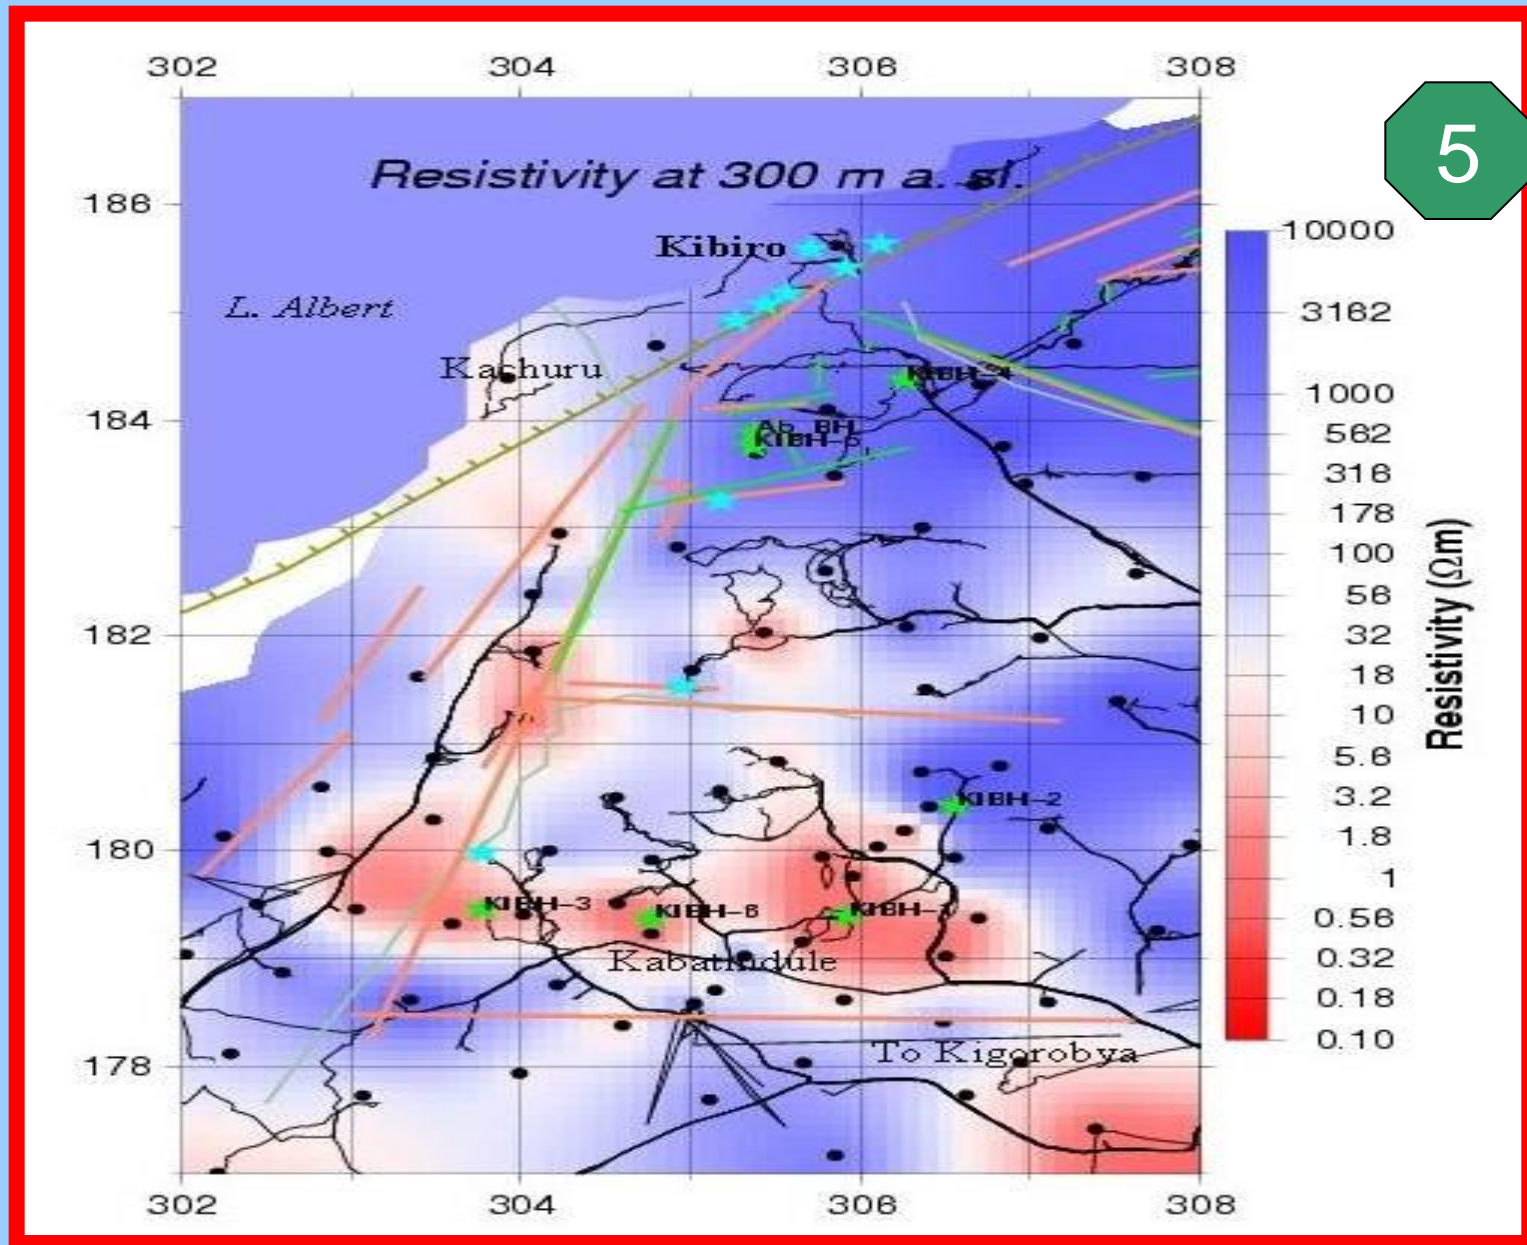 302 304 306 308
5
Resistivity at 300 m a. sl.
186
Kibiro
L. Albert
Kachuru
KIBH-4
184
Ab. BH
KIBH-5
182
KIBH-2
180
KIBH-3
KIBH-6
KIBH-1
Kabatindule
178
To Kigorobya
302 304 306 308
10000
3162
1000
562
316
178
100
56
32
18
10
5.6
3.2
1.8
1
0.56
0.32
0.18
0.10
Resistivity (Ωm)